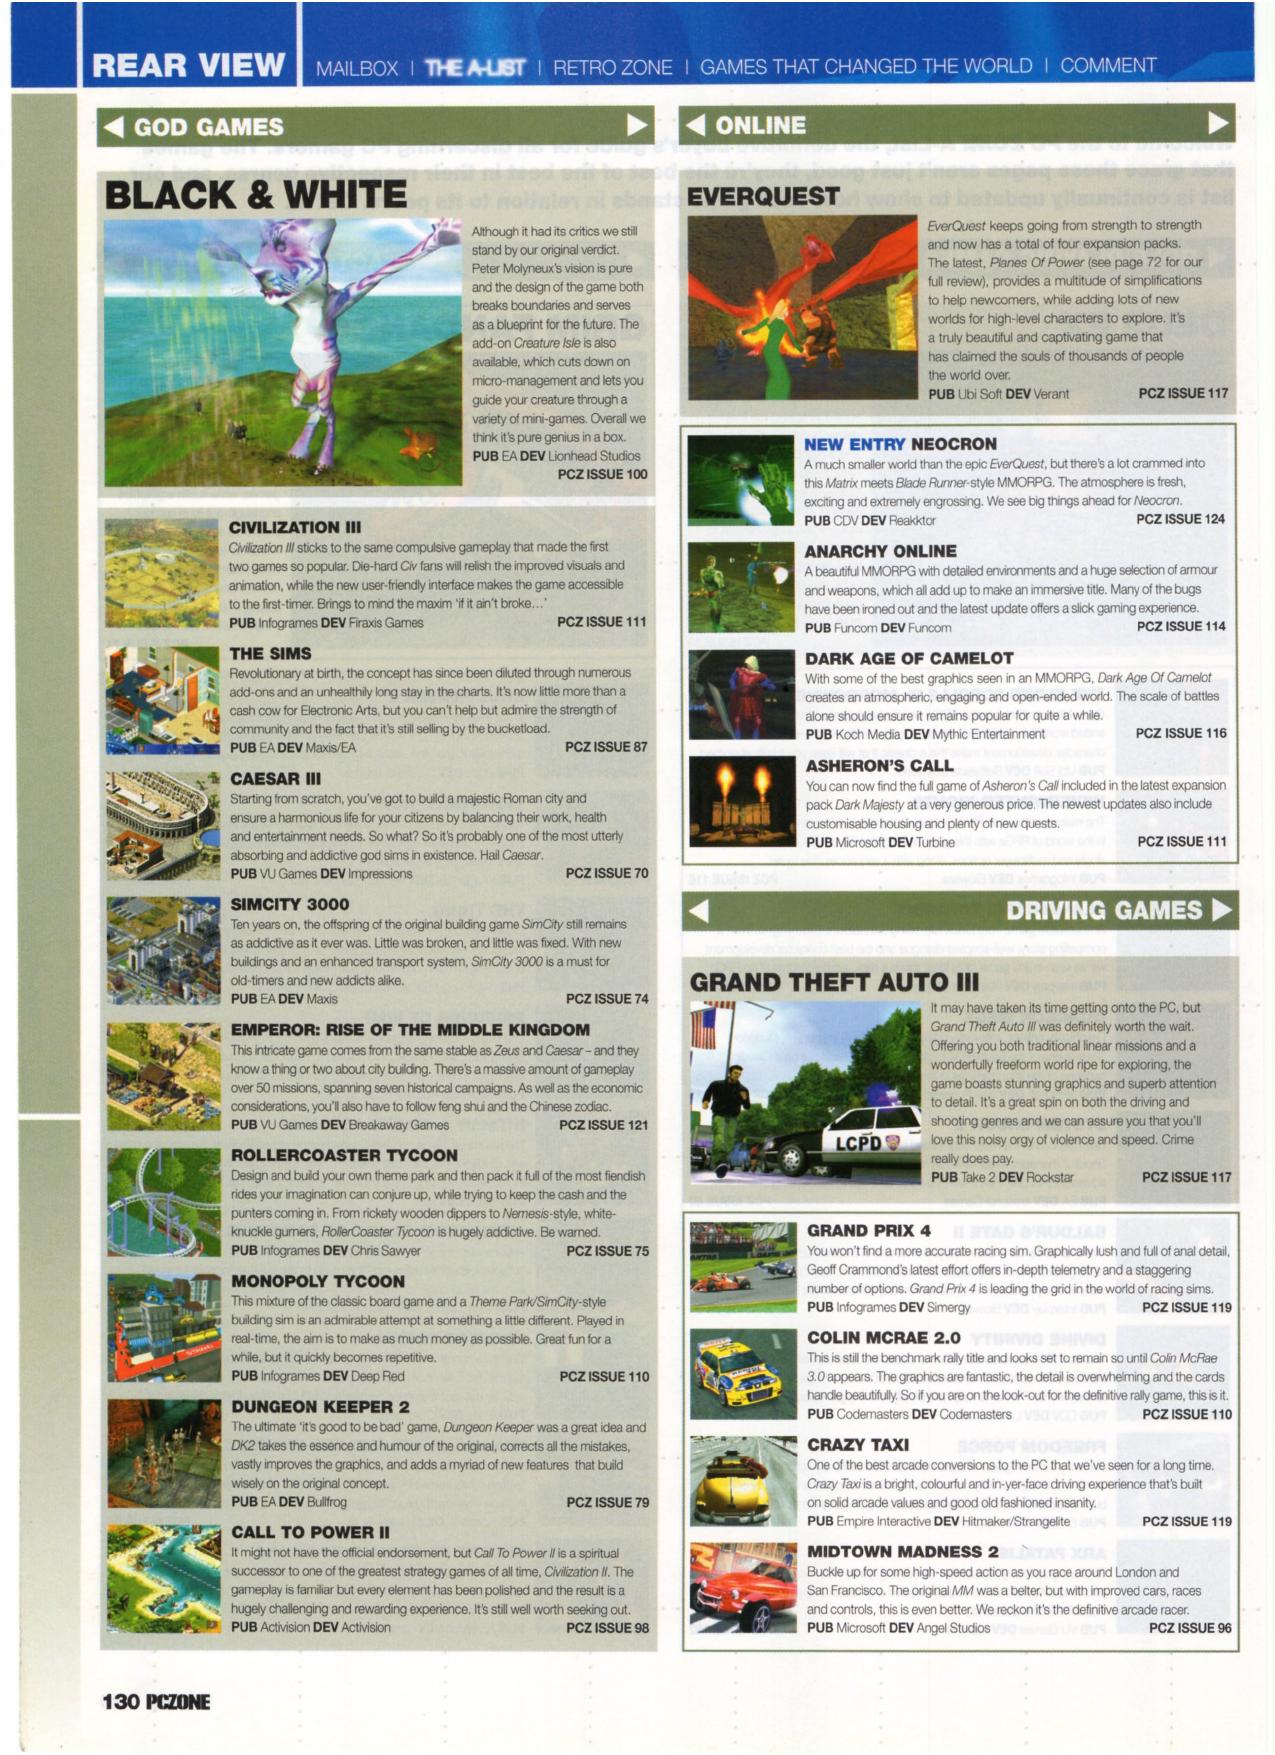 REAR VIEW
MAILBOX | THE A-LIST | RETRO ZONE | GAMES THAT CHANGED THE WORLD | COMMENT
GOD GAMES
BLACK & WHITE
Although it had its critics we still
stand by our original verdict.
Peter Molyneux's vision is pure
and the design of the game both
breaks boundaries and serves
as a blueprint for the future. The
add-on Creature Isle is also
available, which cuts down on
micro-management and lets you
guide your creature through a
variety of mini-games. Overall we
think it's pure genius in a box.
PUB EA DEV Lionhead Studios
PCZ ISSUE 100
CIVILIZATION III
Civilization III sticks to the same compulsive gameplay that made the first
two games so popular. Die-hard Civ fans will relish the improved visuals and
animation, while the new user-friendly interface makes the game accessible
to the first-timer. Brings to mind the maxim 'if it ain't broke...'
PUB Infogrames DEV Firaxis Games PCZ ISSUE 111
THE SIMS
Revolutionary at birth, the concept has since been diluted through numerous
add-ons and an unhealthily long stay in the charts. It's now little more than a
cash cow for Electronic Arts, but you can't help but admire the strength of
community and the fact that it's still selling by the bucketload.
PUB EA DEV Maxis/EA PCZ ISSUE 87
CAESAR III
Starting from scratch, you've got to build a majestic Roman city and
ensure a harmonious life for your citizens by balancing their work, health
and entertainment needs. So what? So it's probably one of the most utterly
absorbing and addictive god sims in existence. Hail Caesar.
PUB VU Games DEV Impressions PCZ ISSUE 70
SIMCITY 3000
Ten years on, the offspring of the original building game SimCity still remains
as addictive as it ever was. Little was broken, and little was fixed. With new
buildings and an enhanced transport system, SimCity 3000 is a must for
old-timers and new addicts alike.
PUB EA DEV Maxis PCZ ISSUE 74
EMPEROR: RISE OF THE MIDDLE KINGDOM
This intricate game comes from the same stable as Zeus and Caesar – and they
know a thing or two about city building. There's a massive amount of gameplay
over 50 missions, spanning seven historical campaigns. As well as the economic
considerations, you'll also have to follow feng shui and the Chinese zodiac.
PUB VU Games DEV Breakaway Games PCZ ISSUE 121
ROLLERCOASTER TYCOON
Design and build your own theme park and then pack it full of the most fiendish
rides your imagination can conjure up, while trying to keep the cash and the
punters coming in. From rickety wooden dippers to Nemesis-style, white-
knuckle gurners, RollerCoaster Tycoon is hugely addictive. Be warned.
PUB Infogrames DEV Chris Sawyer PCZ ISSUE 75
MONOPOLY TYCOON
This mixture of the classic board game and a Theme Park/SimCity-style
building sim is an admirable attempt at something a little different. Played in
real-time, the aim is to make as much money as possible. Great fun for a
while, but it quickly becomes repetitive.
PUB Infogrames DEV Deep Red PCZ ISSUE 110
DUNGEON KEEPER 2
The ultimate 'it's good to be bad' game, Dungeon Keeper was a great idea and
DK2 takes the essence and humour of the original, corrects all the mistakes,
vastly improves the graphics, and adds a myriad of new features that build
wisely on the original concept.
PUB EA DEV Bullfrog PCZ ISSUE 79
CALL TO POWER II
It might not have the official endorsement, but Call To Power II is a spiritual
successor to one of the greatest strategy games of all time, Civilization II. The
gameplay is familiar but every element has been polished and the result is a
hugely challenging and rewarding experience. It's still well worth seeking out.
PUB Activision DEV Activision PCZ ISSUE 98
ONLINE
EVERQUEST
EverQuest keeps going from strength to strength
and now has a total of four expansion packs.
The latest, Planes Of Power (see page 72 for our
full review), provides a multitude of simplifications
to help newcomers, while adding lots of new
worlds for high-level characters to explore. It's
a truly beautiful and captivating game that
has claimed the souls of thousands of people
the world over.
PUB Ubi Soft DEV Verant PCZ ISSUE 117
NEW ENTRY NEOCRON
A much smaller world than the epic EverQuest, but there's a lot crammed into
this Matrix meets Blade Runner-style MMORPG. The atmosphere is fresh,
exciting and extremely engrossing. We see big things ahead for Neocron.
PUB CDV DEV Reakktor PCZ ISSUE 124
ANARCHY ONLINE
A beautiful MMORPG with detailed environments and a huge selection of armour
and weapons, which all add up to make an immersive title. Many of the bugs
have been ironed out and the latest update offers a slick gaming experience.
PUB Funcom DEV Funcom PCZ ISSUE 114
DARK AGE OF CAMELOT
With some of the best graphics seen in an MMORPG, Dark Age Of Camelot
creates an atmospheric, engaging and open-ended world. The scale of battles
alone should ensure it remains popular for quite a while.
PUB Koch Media DEV Mythic Entertainment PCZ ISSUE 116
ASHERON'S CALL
You can now find the full game of Asheron's Call included in the latest expansion
pack Dark Majesty at a very generous price. The newest updates also include
customisable housing and plenty of new quests.
PUB Microsoft DEV Turbine PCZ ISSUE 111
DRIVING GAMES
GRAND THEFT AUTO III
LCPD
It may have taken its time getting onto the PC, but
Grand Theft Auto III was definitely worth the wait.
Offering you both traditional linear missions and a
wonderfully freeform world ripe for exploring, the
game boasts stunning graphics and superb attention
to detail. It's a great spin on both the driving and
shooting genres and we can assure you that you'll
love this noisy orgy of violence and speed. Crime
really does pay.
PUB Take 2 DEV Rockstar PCZ ISSUE 117
GRAND PRIX 4
You won't find a more accurate racing sim. Graphically lush and full of anal detail,
Geoff Crammond's latest effort offers in-depth telemetry and a staggering
number of options. Grand Prix 4 is leading the grid in the world of racing sims.
PUB Infogrames DEV Simergy PCZ ISSUE 119
COLIN MCRAE 2.0
This is still the benchmark rally title and looks set to remain so until Colin McRae
3.0 appears. The graphics are fantastic, the detail is overwhelming and the cards
handle beautifully. So if you are on the look-out for the definitive rally game, this is it.
PUB Codemasters DEV Codemasters PCZ ISSUE 110
CRAZY TAXI
One of the best arcade conversions to the PC that we've seen for a long time.
Crazy Taxi is a bright, colourful and in-yer-face driving experience that's built
on solid arcade values and good old fashioned insanity.
PUB Empire Interactive DEV Hitmaker/Strangelite PCZ ISSUE 119
MIDTOWN MADNESS 2
Buckle up for some high-speed action as you race around London and
San Francisco. The original MM was a belter, but with improved cars, races
and controls, this is even better. We reckon it's the definitive arcade racer.
PUB Microsoft DEV Angel Studios PCZ ISSUE 96
130 PCZONE